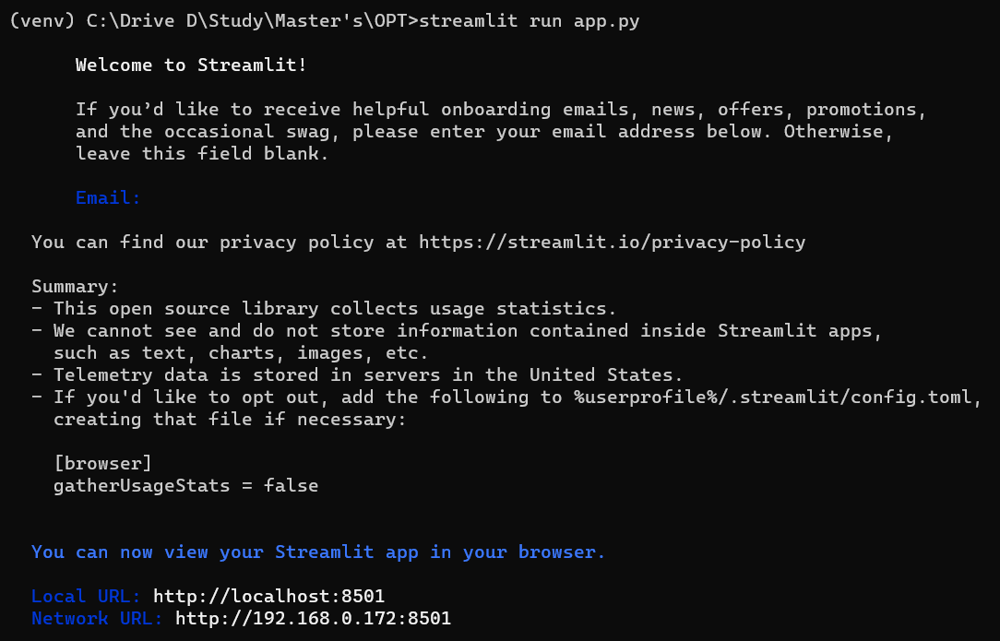 (venv) C:\Drive D\Study\Master's\OPT>streamlit run app.py
Welcome to Streamlit!
If you’d like to receive helpful onboarding emails, news, offers, promotions,
and the occasional swag, please enter your email address below. Otherwise,
leave this field blank.
Email:
You can find our privacy policy at https://streamlit.io/privacy-policy
Summary:
- This open source library collects usage statistics.
- We cannot see and do not store information contained inside Streamlit apps,
such as text, charts, images, etc.
- Telemetry data is stored in servers in the United States.
- If you'd like to opt out, add the following to %userprofile%/.streamlit/config.toml,
creating that file if necessary:
[browser]
gatherUsageStats = false
You can now view your Streamlit app in your browser.
Local URL: http://localhost:8501
Network URL: http://192.168.0.172:8501